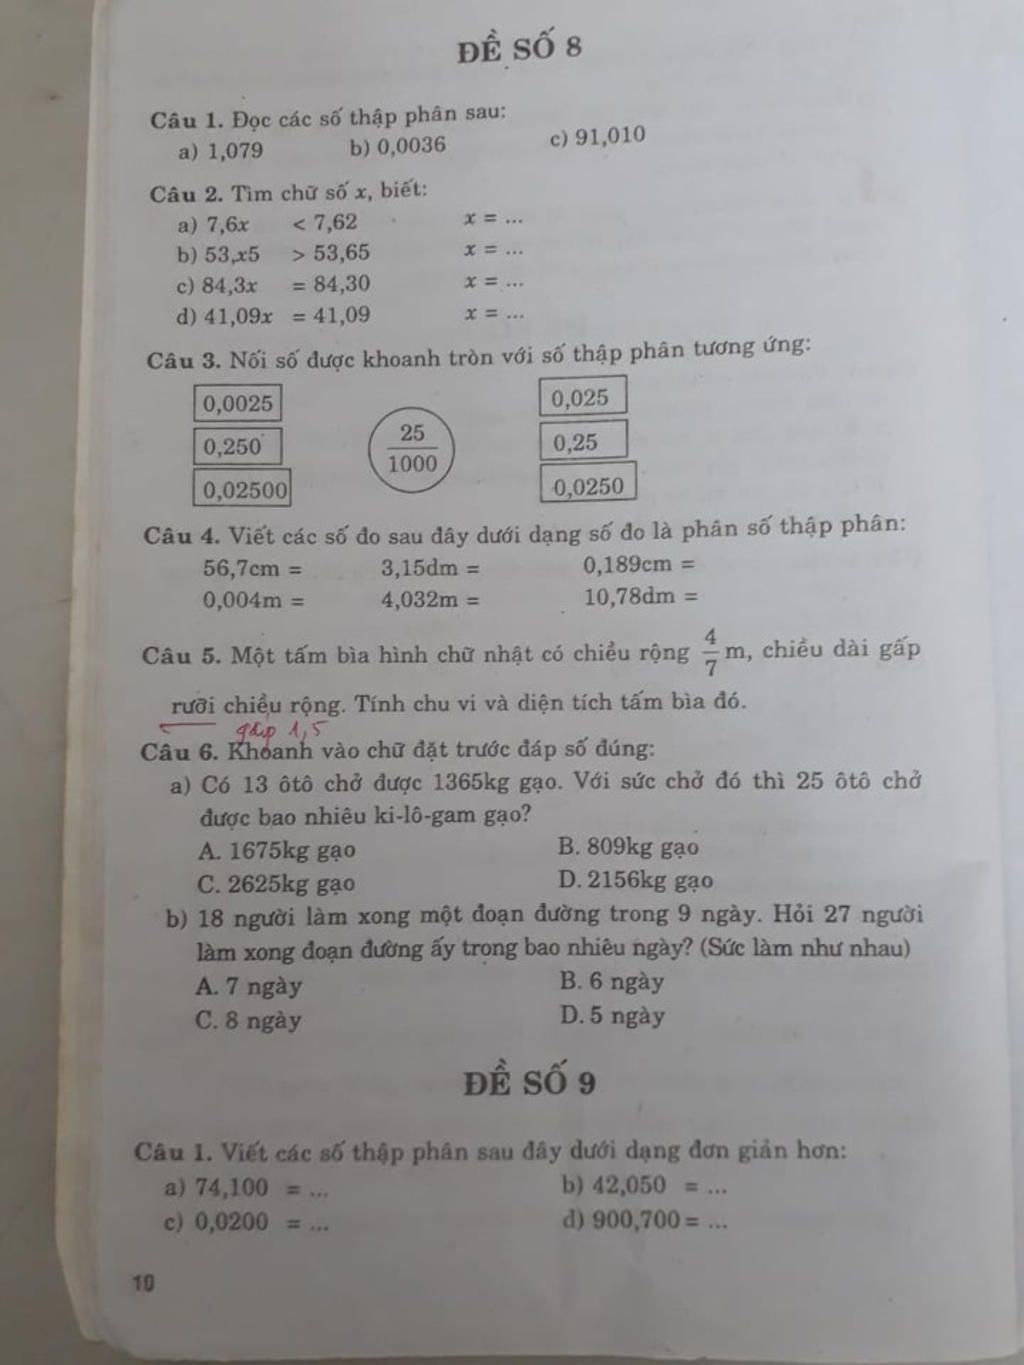 ĐỀ SỐ 8
Câu 1. Đọc các số thập phân sau:
a) 1,079 b) 0,0036 c) 91,010
Câu 2. Tìm chữ số x, biết:
a) 7,6x < 7,62 x = ...
b) 53,x5 > 53,65 x = ...
c) 84,3x = 84,30 x = ...
d) 41,09x = 41,09 x = ...
Câu 3. Nối số được khoanh tròn với số thập phân tương ứng:
0,0025 0,025
0,250 25/1000 0,25
0,02500 0,0250
Câu 4. Viết các số đo sau đây dưới dạng số đo là phân số thập phân:
56,7cm = 3,15dm = 0,189cm =
0,004m = 4,032m = 10,78dm =
Câu 5. Một tấm bìa hình chữ nhật có chiều rộng 4/7 m, chiều dài gấp
rưỡi chiều rộng. Tính chu vi và diện tích tấm bìa đó.
gấp 1,5
Câu 6. Khoanh vào chữ đặt trước đáp số đúng:
a) Có 13 ôtô chở được 1365kg gạo. Với sức chở đó thì 25 ôtô chở
được bao nhiêu ki-lô-gam gạo?
A. 1675kg gạo B. 809kg gạo
C. 2625kg gạo D. 2156kg gạo
b) 18 người làm xong một đoạn đường trong 9 ngày. Hỏi 27 người
làm xong đoạn đường ấy trong bao nhiêu ngày? (Sức làm như nhau)
A. 7 ngày B. 6 ngày
C. 8 ngày D. 5 ngày
ĐỀ SỐ 9
Câu 1. Viết các số thập phân sau đây dưới dạng đơn giản hơn:
a) 74,100 = ... b) 42,050 = ...
c) 0,0200 = ... d) 900,700 = ...
10